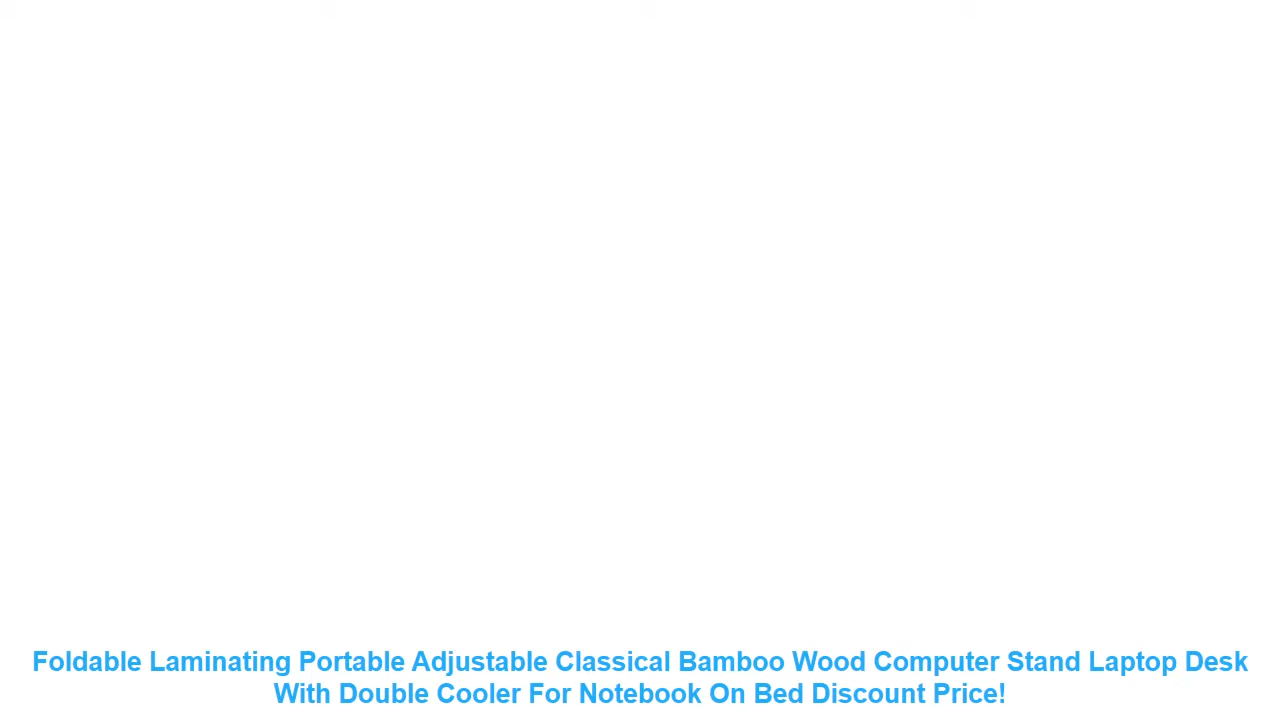 Foldable Laminating Portable Adjustable Classical Bamboo Wood Computer Stand Laptop Desk
With Double Cooler For Notebook On Bed Discount Price!